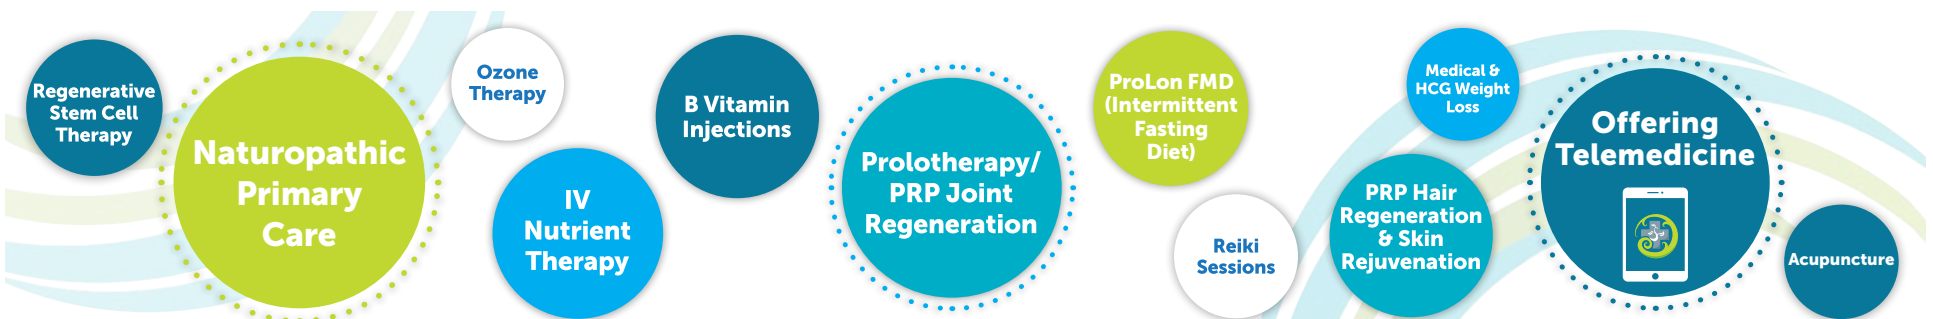 Regenerative
Stem Cell
Therapy
Naturopathic
Primary
Care
Ozone
Therapy
IV
Nutrient
Therapy
B Vitamin
Injections
Prolotherapy/
PRP Joint
Regeneration
ProLon FMD
(Intermittent
Fasting
Diet)
Reiki
Sessions
Medical &
HCG Weight
Loss
PRP Hair
Regeneration
& Skin
Rejuvenation
Offering
Telemedicine
Acupuncture